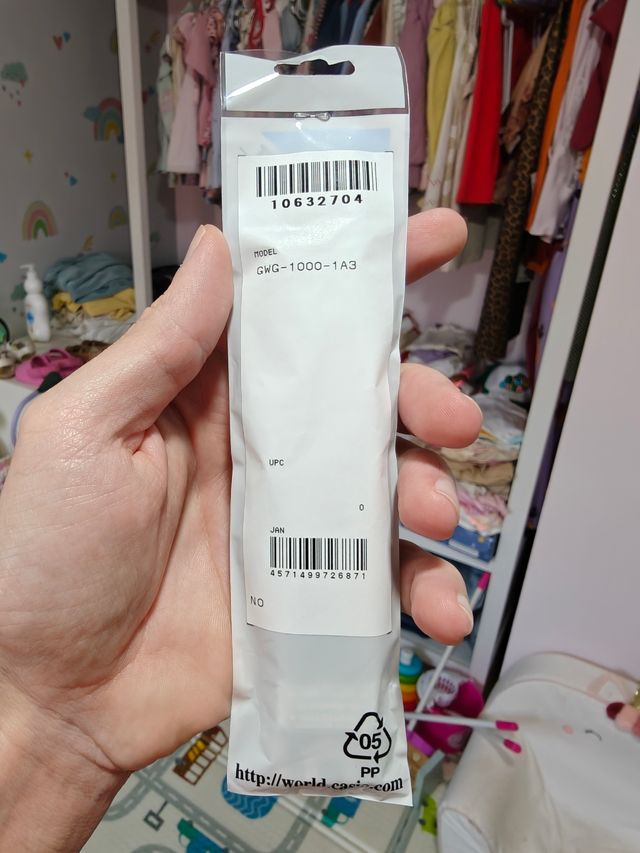 10632704
MODEL
GWG-1000-1A3
UPC
0
JAN
4571499726871
NO
05
PP
http://world.casio.com